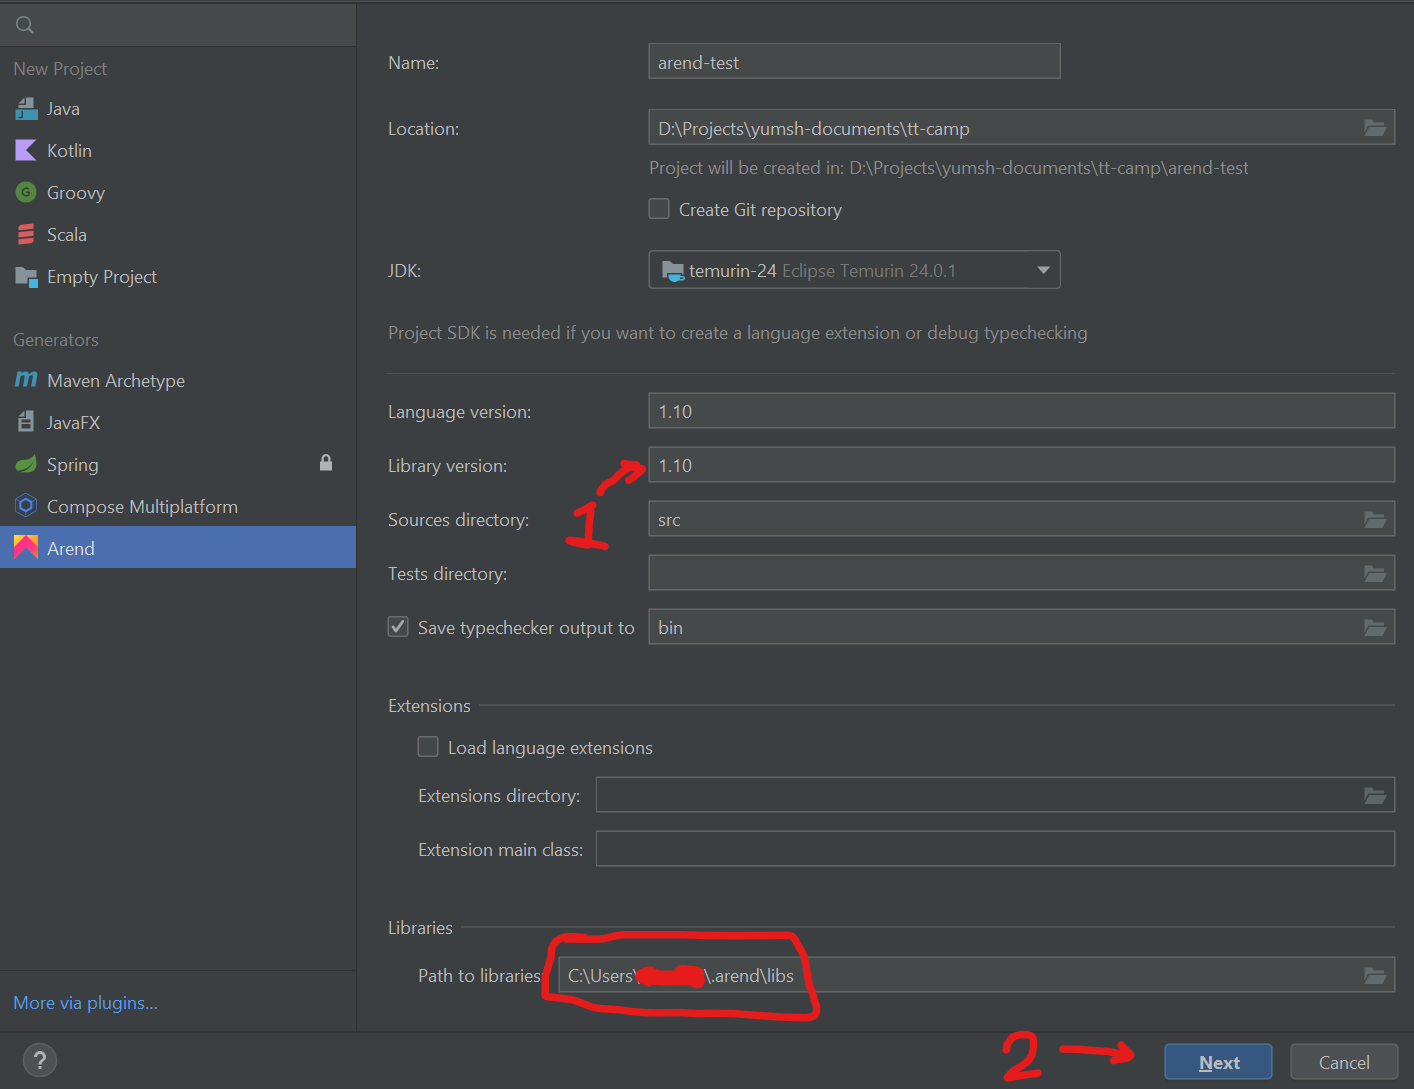 New Project
Java
Kotlin
Groovy
Scala
Empty Project
Generators
Maven Archetype
JavaFX
Spring
Compose Multiplatform
Arend
More via plugins...
?
Name: arend-test
Location: D:\Projects\yumsh-documents\tt-camp
Project will be created in: D:\Projects\yumsh-documents\tt-camp\arend-test
Create Git repository
JDK: temurin-24 Eclipse Temurin 24.0.1
Project SDK is needed if you want to create a language extension or debug typechecking
Language version: 1.10
Library version: 1.10
1
Sources directory: src
Tests directory:
Save typechecker output to bin
Extensions
Load language extensions
Extensions directory:
Extension main class:
Libraries
Path to libraries: C:\Users\ \.arend\libs
2
Next Cancel